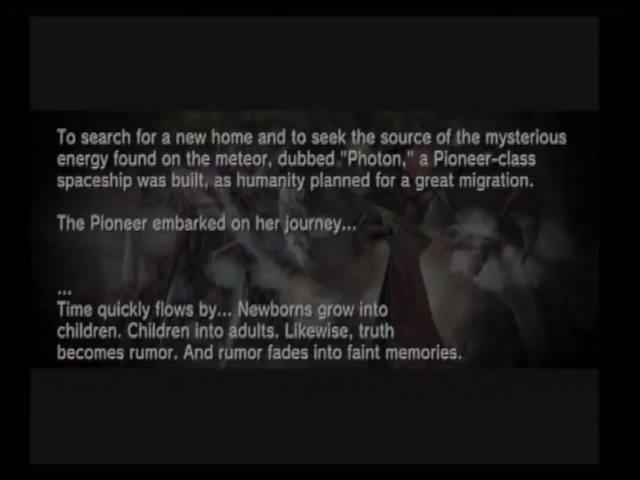 To search for a new home and to seek the source of the mysterious
energy found on the meteor, dubbed "Photon," a Pioneer-class
spaceship was built, as humanity planned for a great migration.
The Pioneer embarked on her journey...
...
Time quickly flows by... Newborns grow into
children. Children into adults. Likewise, truth
becomes rumor. And rumor fades into faint memories.